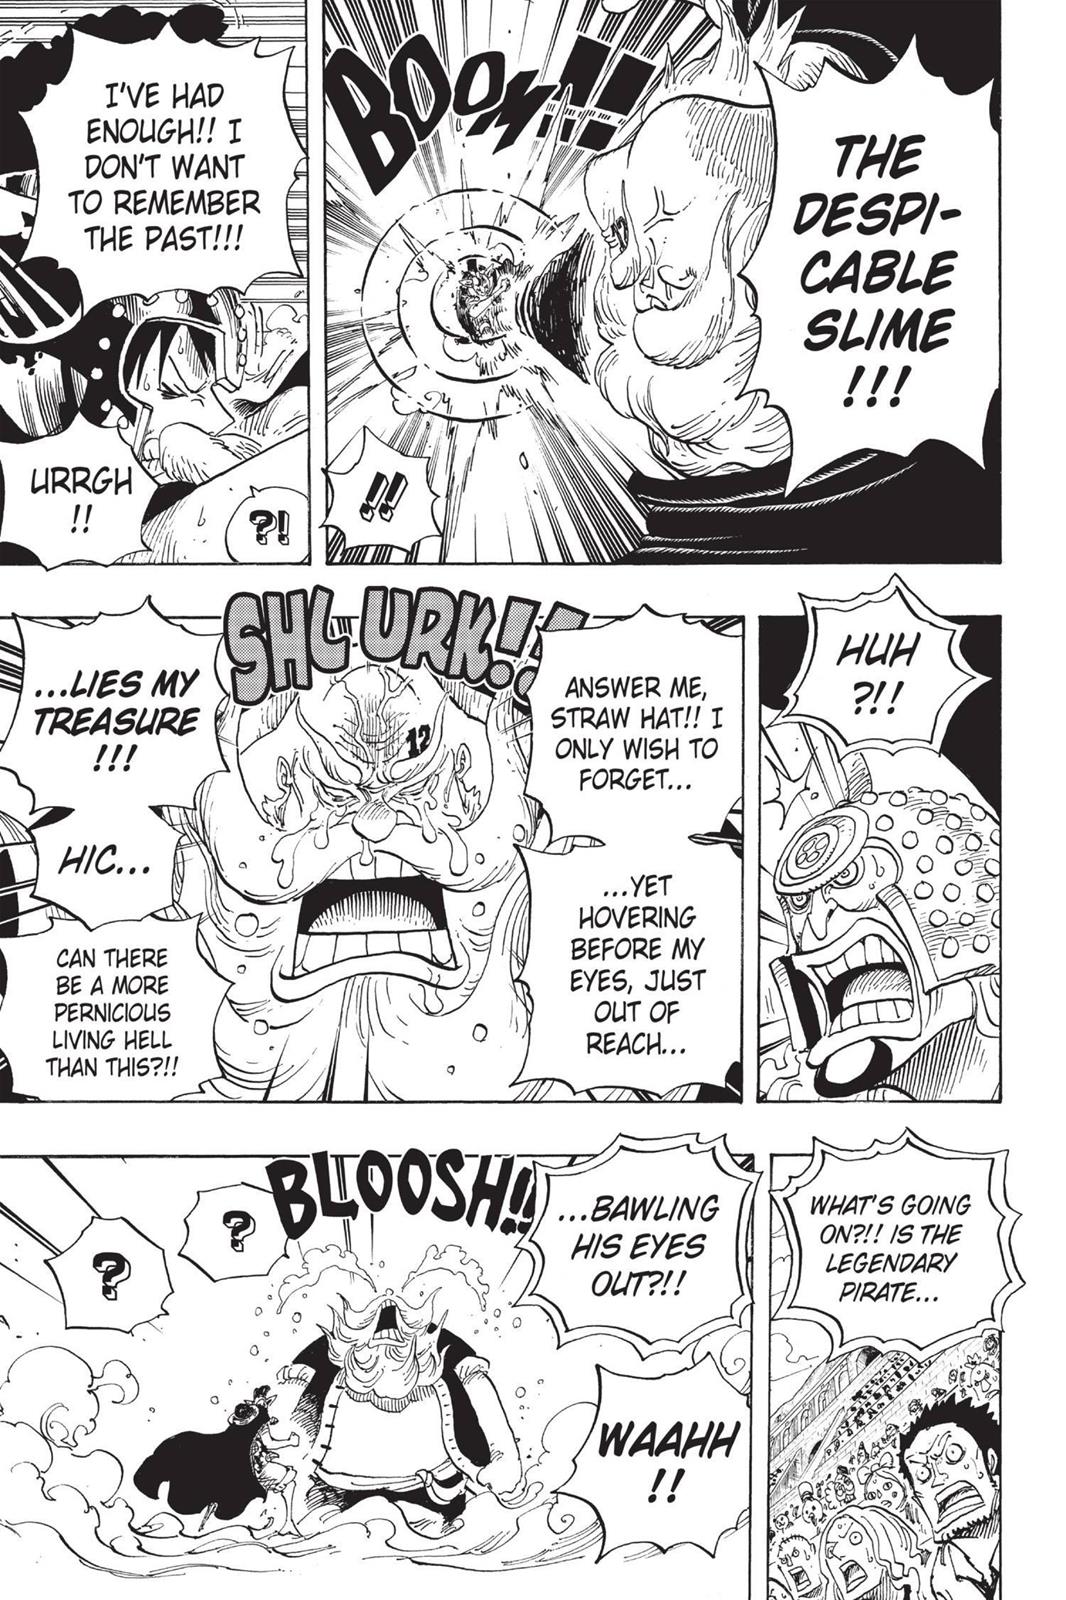 THE
DESPI-
CABLE
SLIME
!!!
BOOM!!
!!
I'VE HAD
ENOUGH!! I
DON'T WANT
TO REMEMBER
THE PAST!!!
URRGH
!!
?!
HUH
?!!
ANSWER ME,
STRAW HAT!! I
ONLY WISH TO
FORGET...
...YET
HOVERING
BEFORE MY
EYES, JUST
OUT OF
REACH...
SHLURK!!
12
...LIES MY
TREASURE
!!!
HIC...
CAN THERE
BE A MORE
PERNICIOUS
LIVING HELL
THAN THIS?!!
WHAT'S GOING
ON?!! IS THE
LEGENDARY
PIRATE...
...BAWLING
HIS EYES
OUT?!!
WAAHH
!!
BLOOSH!!
?
?